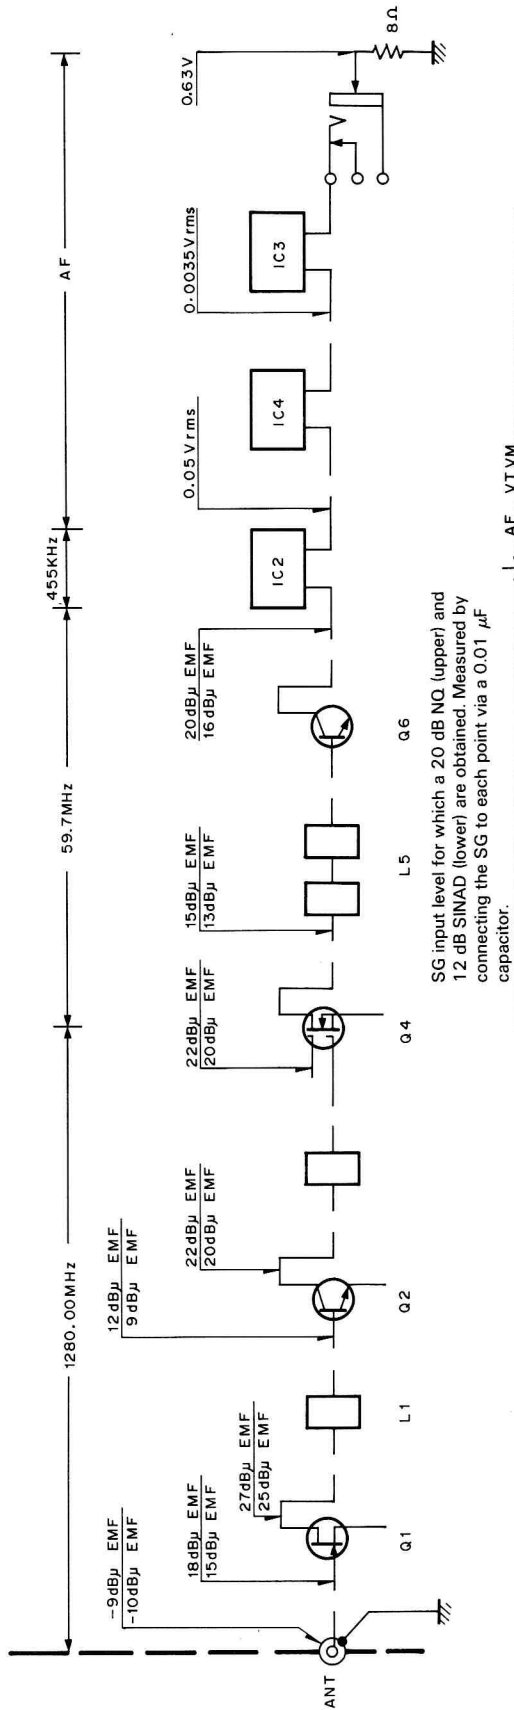 1280.00MHz
59.7MHz
455KHz
AF
-9dBμ EMF
-10dBμ EMF
18dBμ EMF
15dBμ EMF
27dBμ EMF
25dBμ EMF
12dBμ EMF
9dBμ EMF
22dBμ EMF
20dBμ EMF
22dBμ EMF
20dBμ EMF
15dBμ EMF
13dBμ EMF
20dBμ EMF
16dBμ EMF
0.05Vrms
0.0035Vrms
0.63V
ANT
Q1
L1
Q2
Q4
L5
Q6
IC2
IC4
IC3
V
8Ω
SG input level for which a 20 dB NQ (upper) and
12 dB SINAD (lower) are obtained. Measured by
connecting the SG to each point via a 0.01 μF
capacitor.
AF VTVM